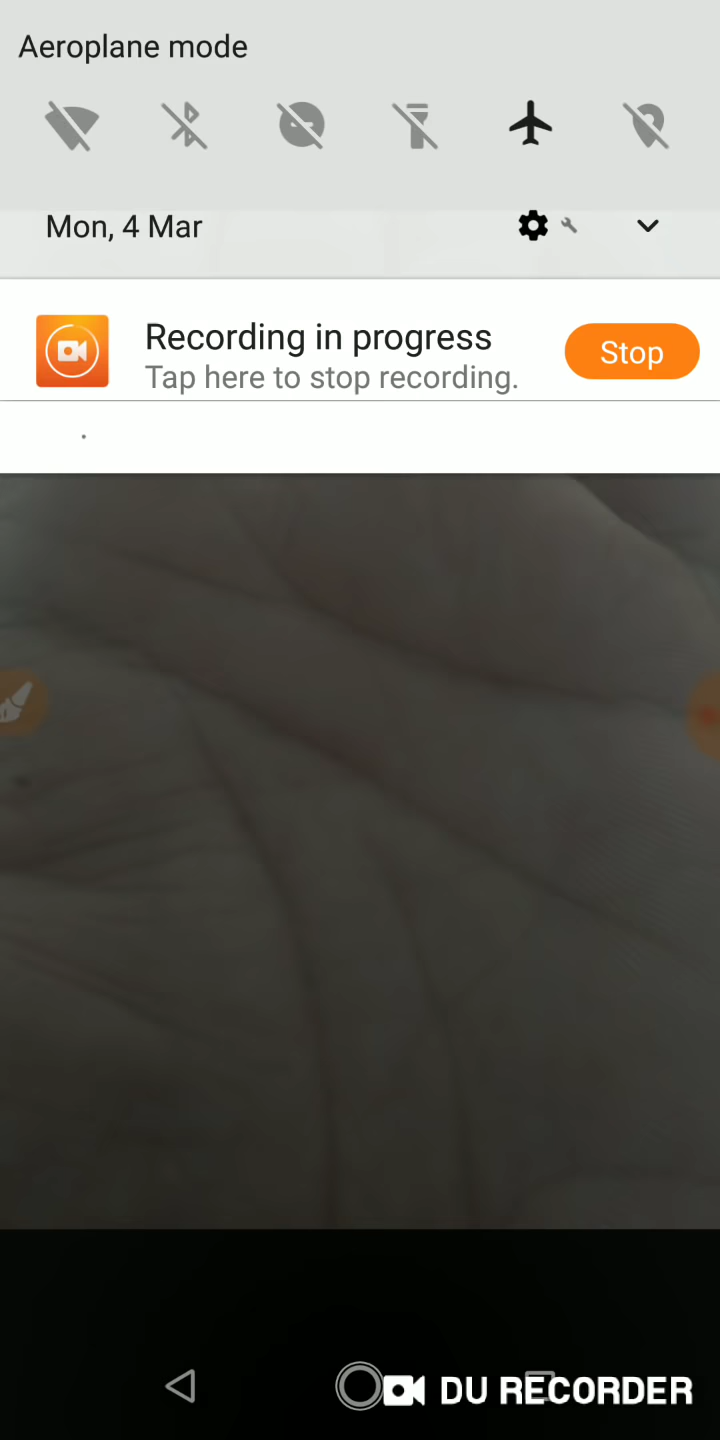 Aeroplane mode
Mon, 4 Mar
Recording in progress
Tap here to stop recording.
Stop
DU RECORDER